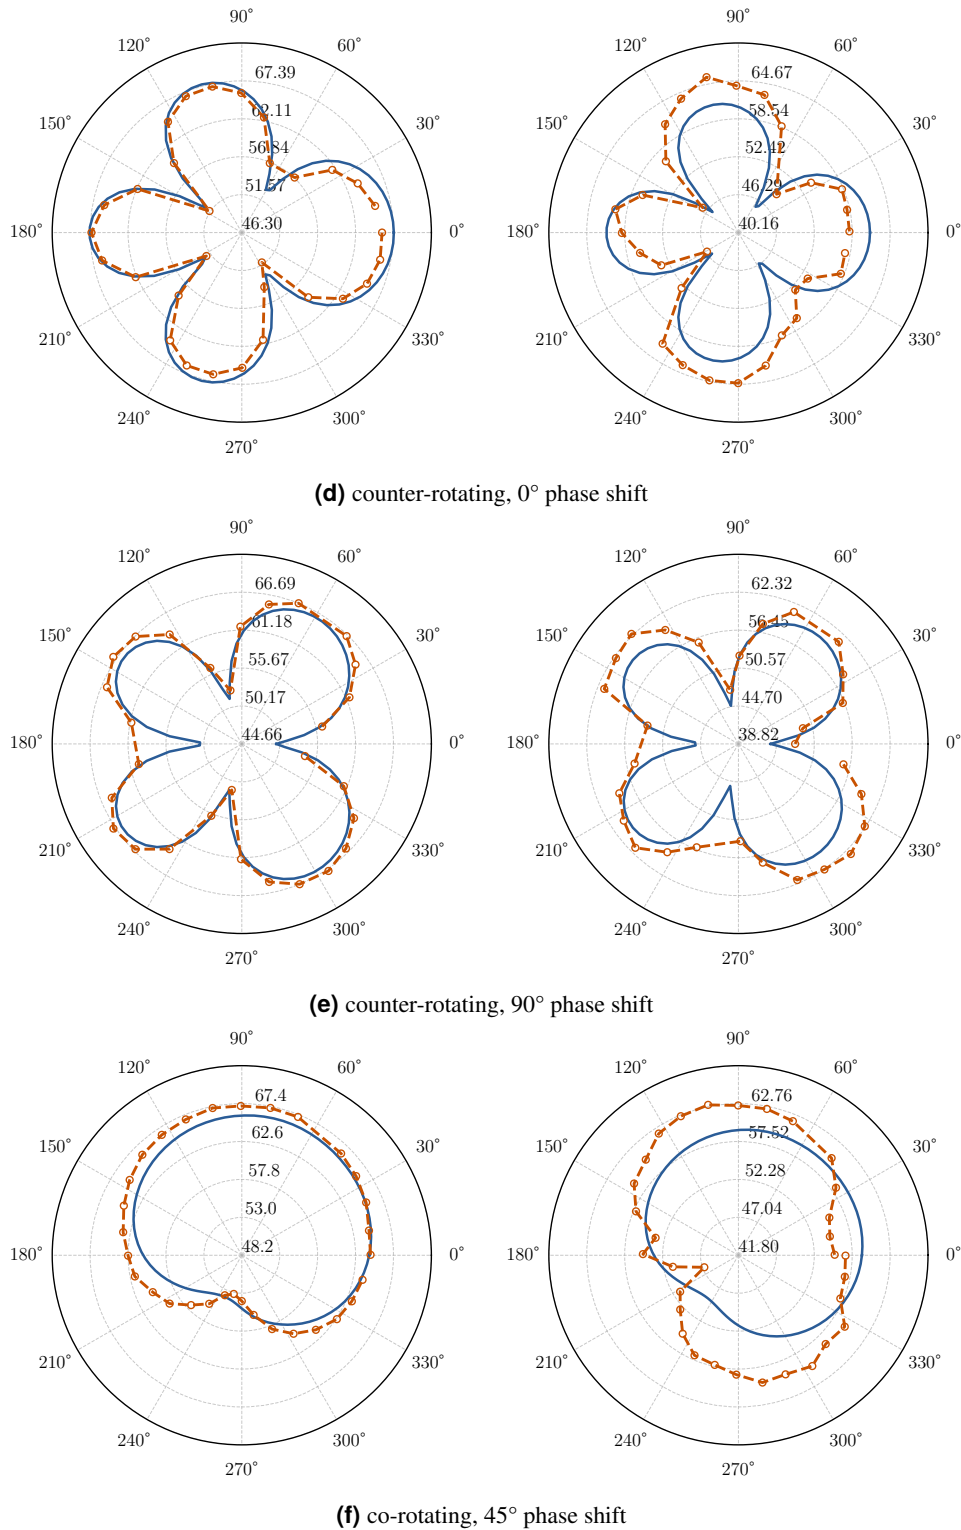 90° 90°
120° 60° 120° 60°
67.39 64.67
150° 62.11 30° 150° 58.54 30°
56.84 52.42
51.57 46.29
180° 46.30 0° 180° 40.16 0°
210° 330° 210° 330°
240° 300° 240° 300°
270° 270°
(d) counter-rotating, 0° phase shift
90° 90°
120° 60° 120° 60°
66.69 62.32
150° 61.18 30° 150° 56.45 30°
55.67 50.57
50.17 44.70
180° 44.66 0° 180° 38.82 0°
210° 330° 210° 330°
240° 300° 240° 300°
270° 270°
(e) counter-rotating, 90° phase shift
90° 90°
120° 60° 120° 60°
67.4 62.76
150° 62.6 30° 150° 57.52 30°
57.8 52.28
53.0 47.04
180° 48.2 0° 180° 41.80 0°
210° 330° 210° 330°
240° 300° 240° 300°
270° 270°
(f) co-rotating, 45° phase shift